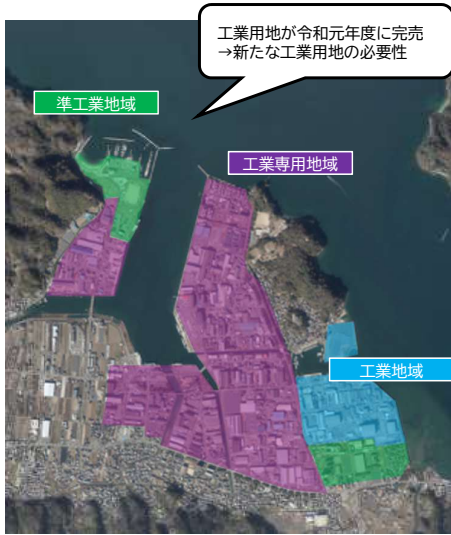 工業用地が令和元年度に完売
→新たな工業用地の必要性
準工業地域
工業専用地域
工業地域